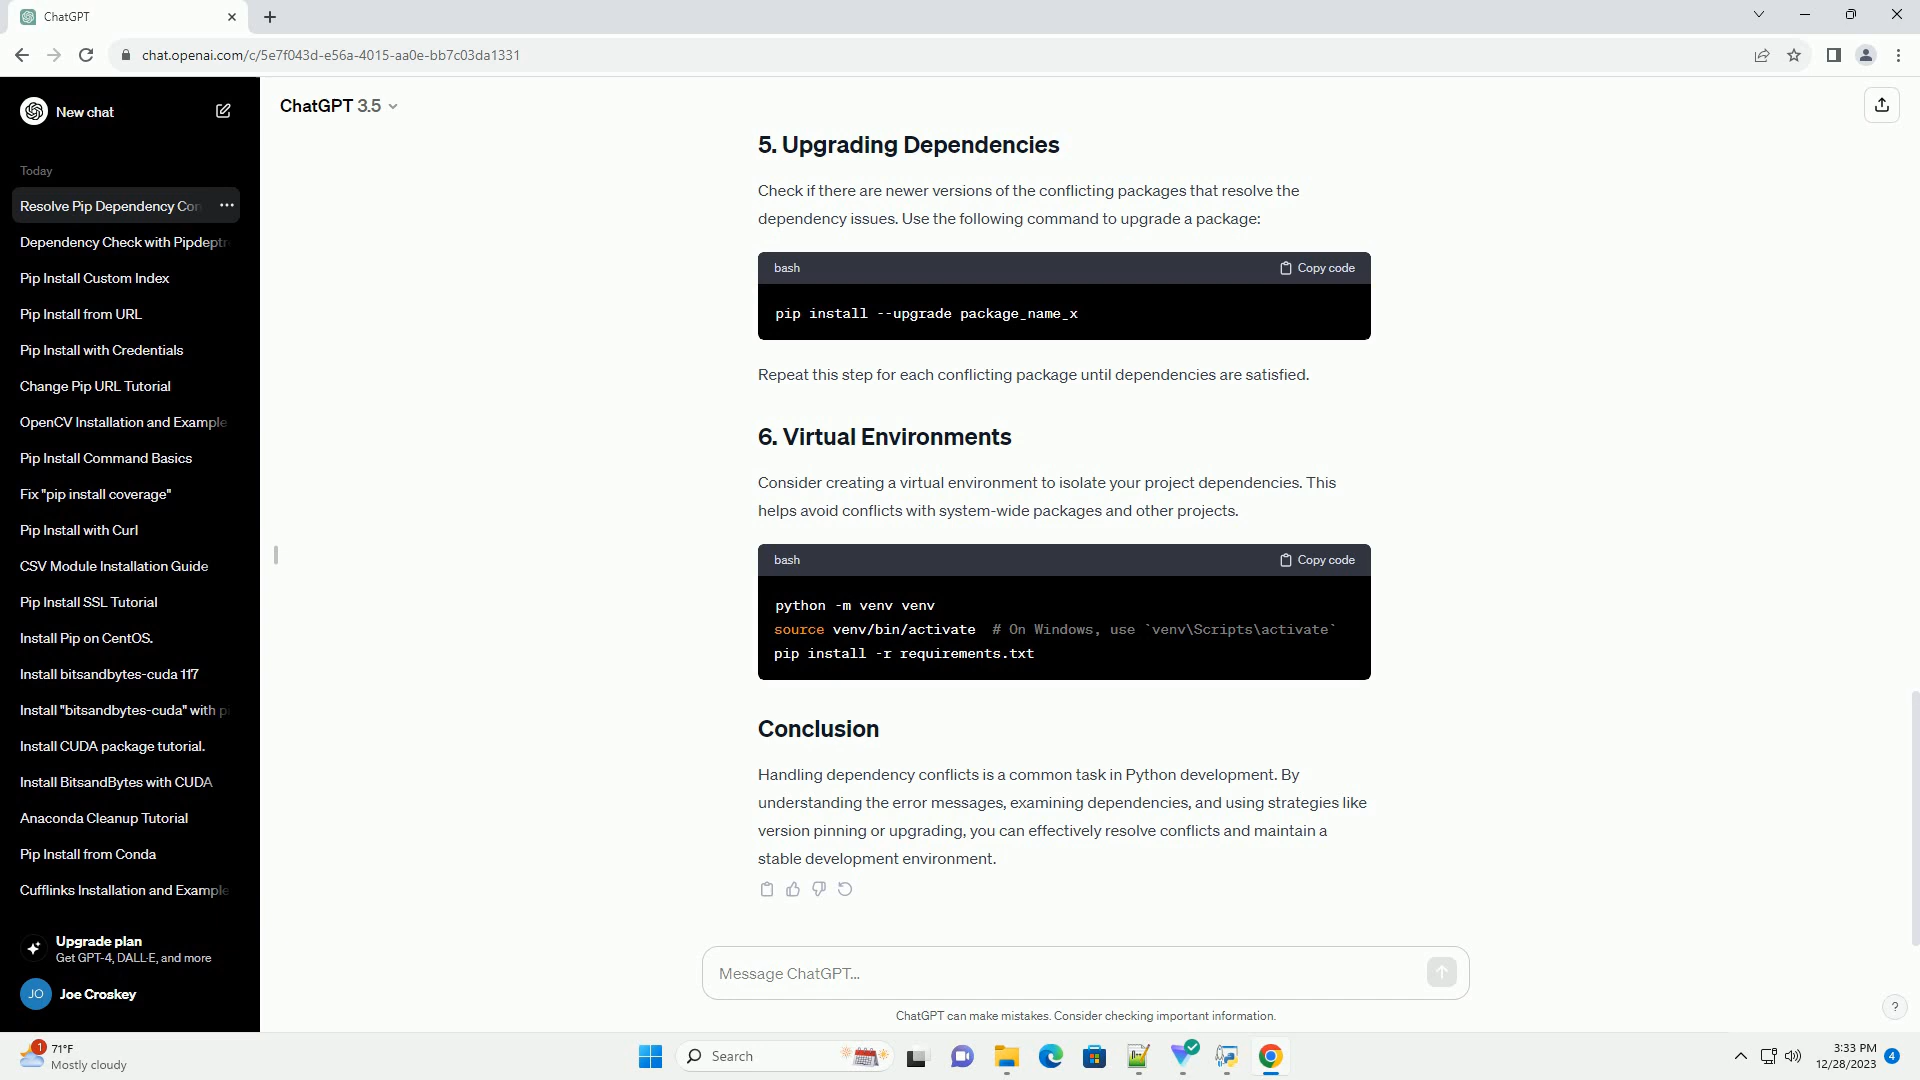 ChatGPT
chat.openai.com/c/5e7f043d-e56a-4015-aa0e-bb7c03da1331
New chat
Today
Resolve Pip Dependency Con
Dependency Check with Pipdeptr
Pip Install Custom Index
Pip Install from URL
Pip Install with Credentials
Change Pip URL Tutorial
OpenCV Installation and Example
Pip Install Command Basics
Fix "pip install coverage"
Pip Install with Curl
CSV Module Installation Guide
Pip Install SSL Tutorial
Install Pip on CentOS.
Install bitsandbytes-cuda 117
Install "bitsandbytes-cuda" with p
Install CUDA package tutorial.
Install BitsandBytes with CUDA
Anaconda Cleanup Tutorial
Pip Install from Conda
Cufflinks Installation and Example
Upgrade plan
Get GPT-4, DALL·E, and more
JO Joe Croskey
ChatGPT 3.5
5. Upgrading Dependencies
Check if there are newer versions of the conflicting packages that resolve the
dependency issues. Use the following command to upgrade a package:
bash Copy code
pip install --upgrade package_name_x
Repeat this step for each conflicting package until dependencies are satisfied.
6. Virtual Environments
Consider creating a virtual environment to isolate your project dependencies. This
helps avoid conflicts with system-wide packages and other projects.
bash Copy code
python -m venv venv
source venv/bin/activate  # On Windows, use `venv\Scripts\activate`
pip install -r requirements.txt
Conclusion
Handling dependency conflicts is a common task in Python development. By
understanding the error messages, examining dependencies, and using strategies like
version pinning or upgrading, you can effectively resolve conflicts and maintain a
stable development environment.
Message ChatGPT...
ChatGPT can make mistakes. Consider checking important information.
?
1 71°F
Mostly cloudy
Search
3:33 PM
12/28/2023
4